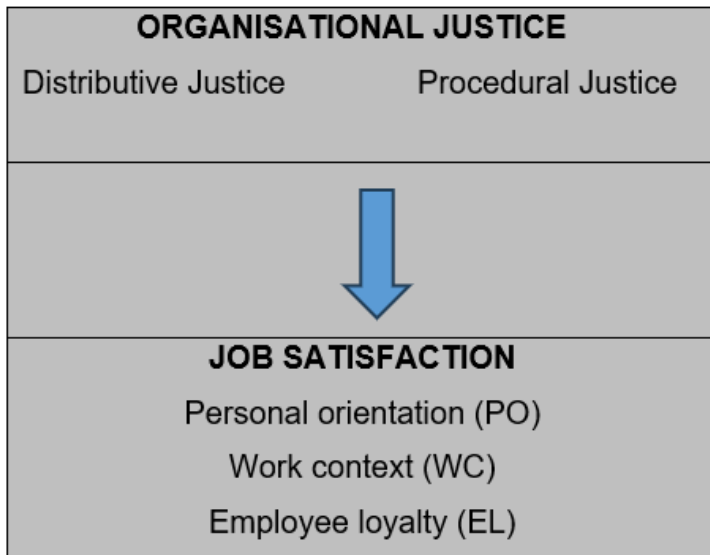 ORGANISATIONAL JUSTICE
Distributive Justice Procedural Justice
JOB SATISFACTION
Personal orientation (PO)
Work context (WC)
Employee loyalty (EL)